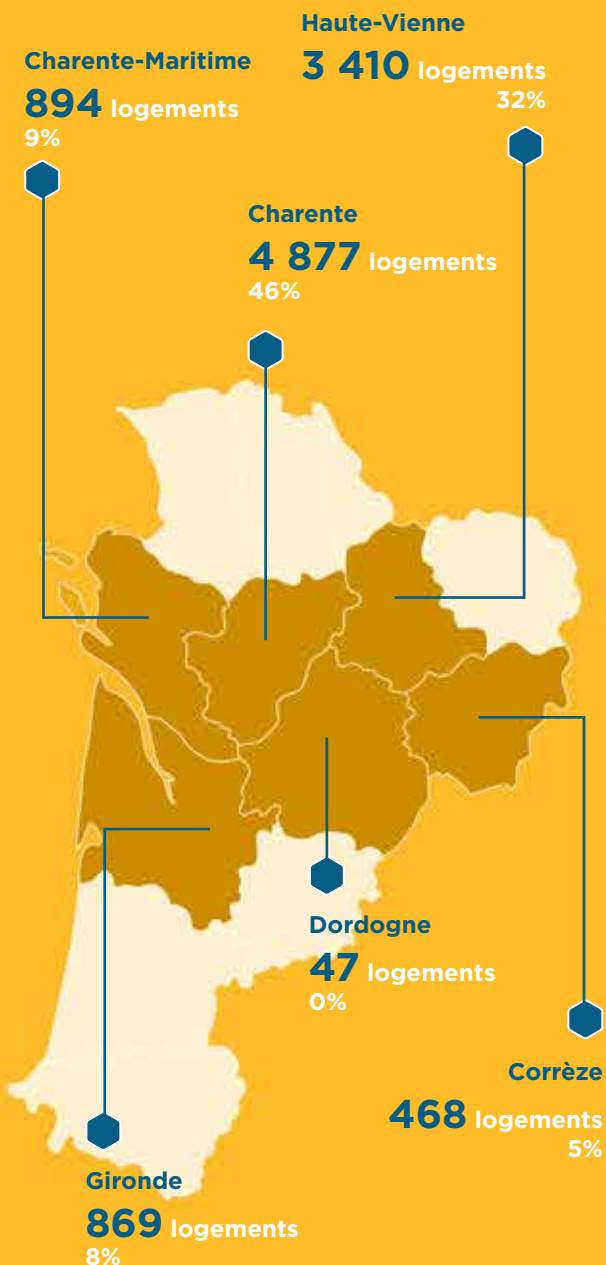 Haute-Vienne
3 410 logements
32%
Charente-Maritime
894 logements
9%
Charente
4 877 logements
46%
Dordogne
47 logements
0%
Corrèze
468 logements
5%
Gironde
869 logements
8%